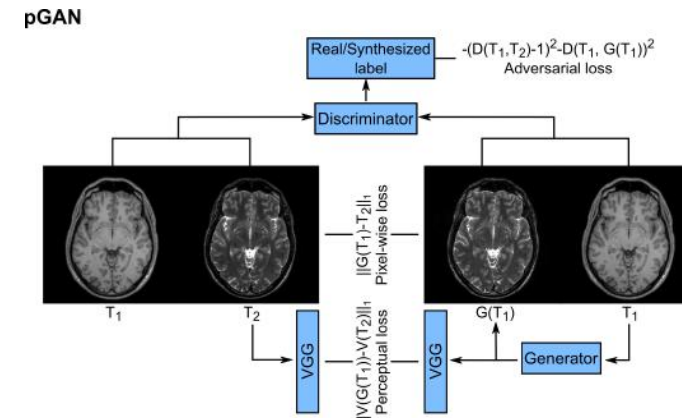 pGAN
Real/Synthesized
label
-(D(T₁,T₂)-1)²-D(T₁, G(T₁))²
Adversarial loss
Discriminator
||G(T₁)-T₂||₁
Pixel-wise loss
T₁
T₂
G(T₁)
T₁
VGG
||V(G(T₁))-V(T₂)||₁
Perceptual loss
VGG
Generator